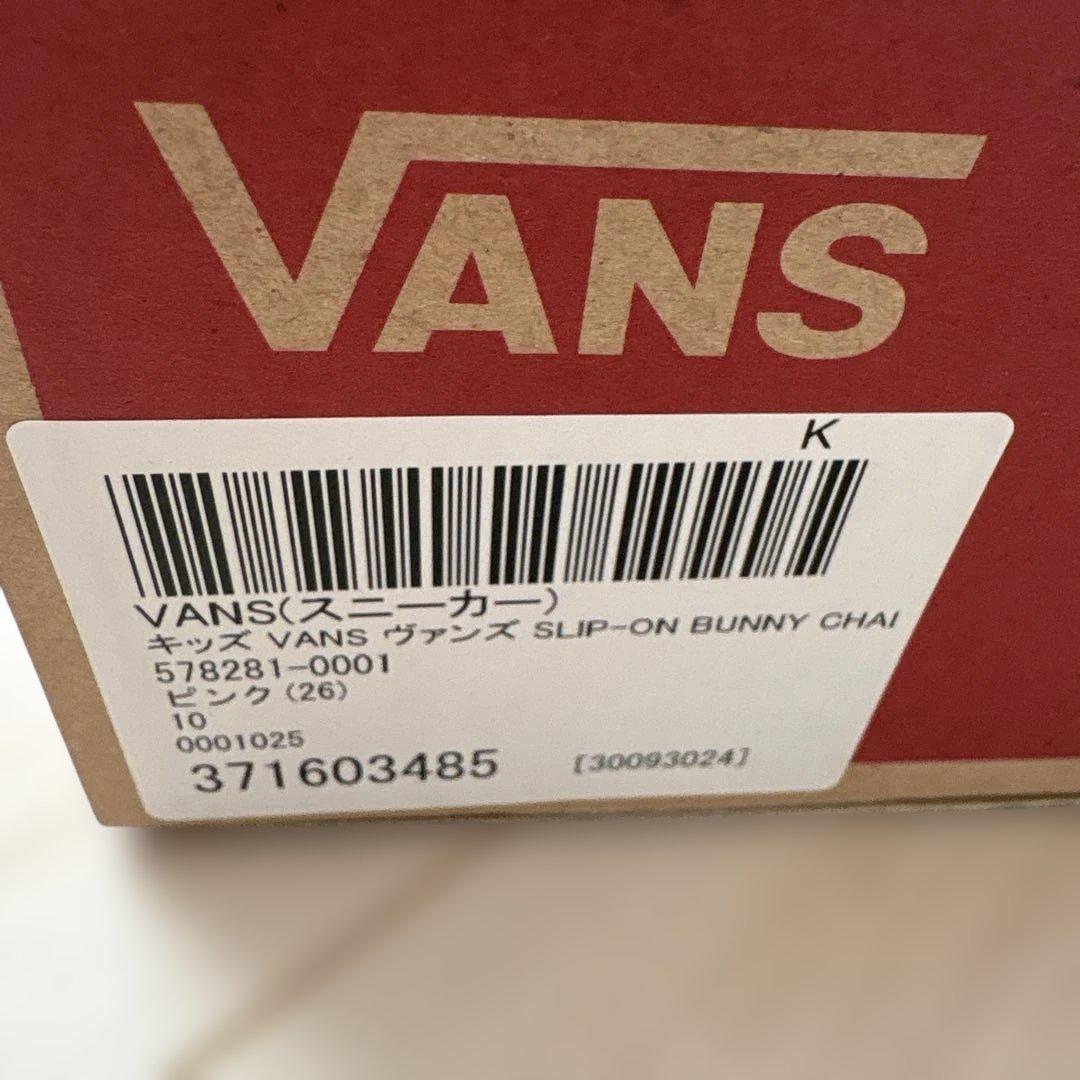 VANS
K
VANS(スニーカー)
キッズ VANS ヴァンズ SLIP-ON BUNNY CHAI
578281-0001
ピンク(26)
10
0001025
371603485 [30093024]